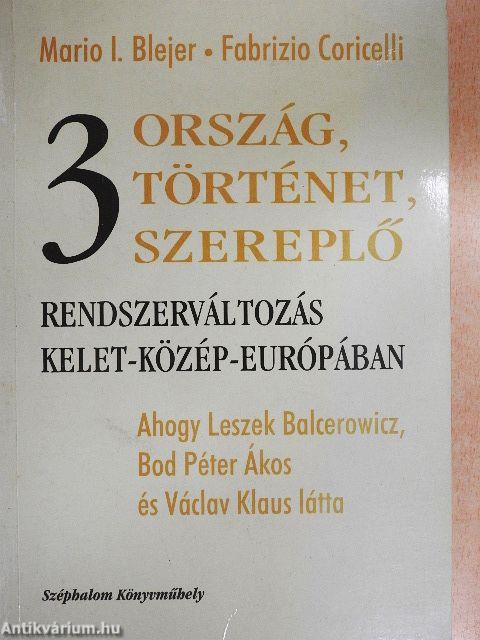 Mario I. Blejer • Fabrizio Coricelli
3 ORSZÁG,
TÖRTÉNET,
SZEREPLŐ
RENDSZERVÁLTOZÁS
KELET-KÖZÉP-EURÓPÁBAN
Ahogy Leszek Balcerowicz,
Bod Péter Ákos
és Václav Klaus látta
Széphalom Könyvműhely
Antikvárium.hu